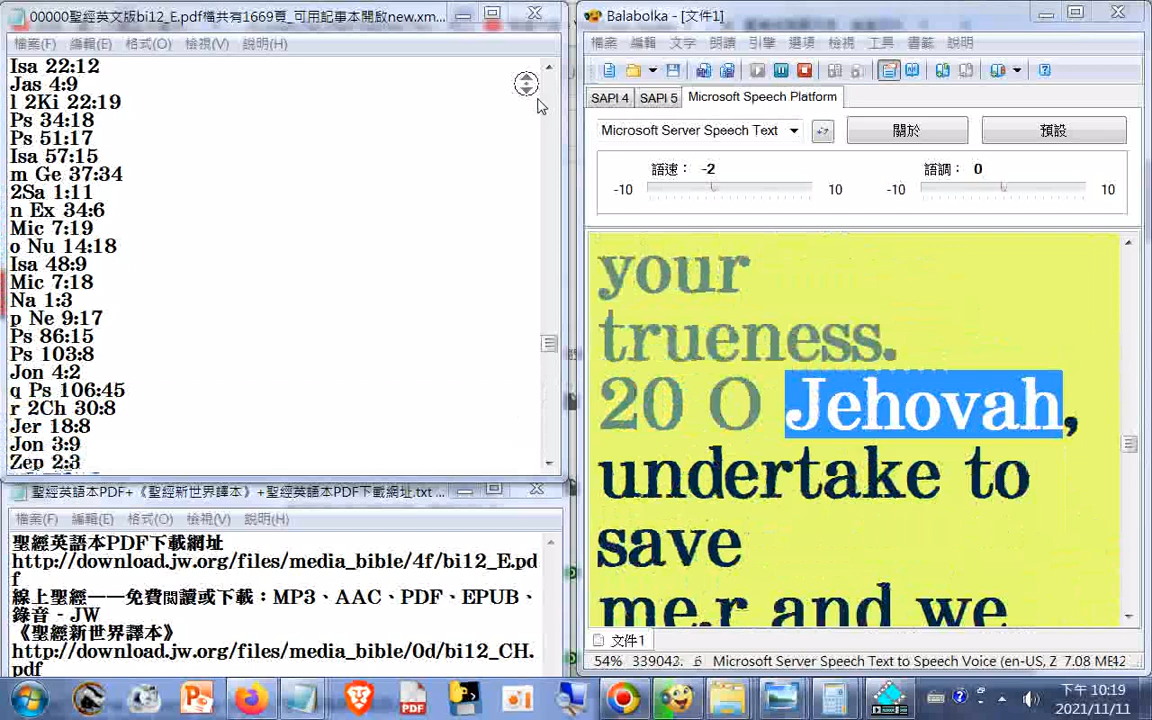 00000聖經英文版bi12_E.pdf檔共有1669頁_可用記事本開啟new.xm...
檔案(F) 編輯(E) 格式(O) 檢視(V) 說明(H)
Isa 22:12
Jas 4:9
l 2Ki 22:19
Ps 34:18
Ps 51:17
Isa 57:15
m Ge 37:34
2Sa 1:11
n Ex 34:6
Mic 7:19
o Nu 14:18
Isa 48:9
Mic 7:18
Na 1:3
p Ne 9:17
Ps 86:15
Ps 103:8
Jon 4:2
q Ps 106:45
r 2Ch 30:8
Jer 18:8
Jon 3:9
Zep 2:3
聖經英語本PDF+《聖經新世界譯本》+聖經英語本PDF下載網址.txt ...
檔案(F) 編輯(E) 格式(O) 檢視(V) 說明(H)
聖經英語本PDF下載網址
http://download.jw.org/files/media_bible/4f/bi12_E.pd
f
線上聖經——免費閱讀或下載：MP3、AAC、PDF、EPUB、
錄音 - JW
《聖經新世界譯本》
http://download.jw.org/files/media_bible/0d/bi12_CH.
pdf
Balabolka - [文件1]
檔案 編輯 文字 朗讀 引擎 選項 檢視 工具 書籤 說明
SAPI 4 SAPI 5 Microsoft Speech Platform
Microsoft Server Speech Text 關於 預設
語速： -2 語調： 0
-10 10 -10 10
your
trueness.
20 O Jehovah,
undertake to
save
me.r and we
文件1
54% 339042. 6 Microsoft Server Speech Text to Speech Voice (en-US, Z 7.08 ME42
下午 10:19
2021/11/11